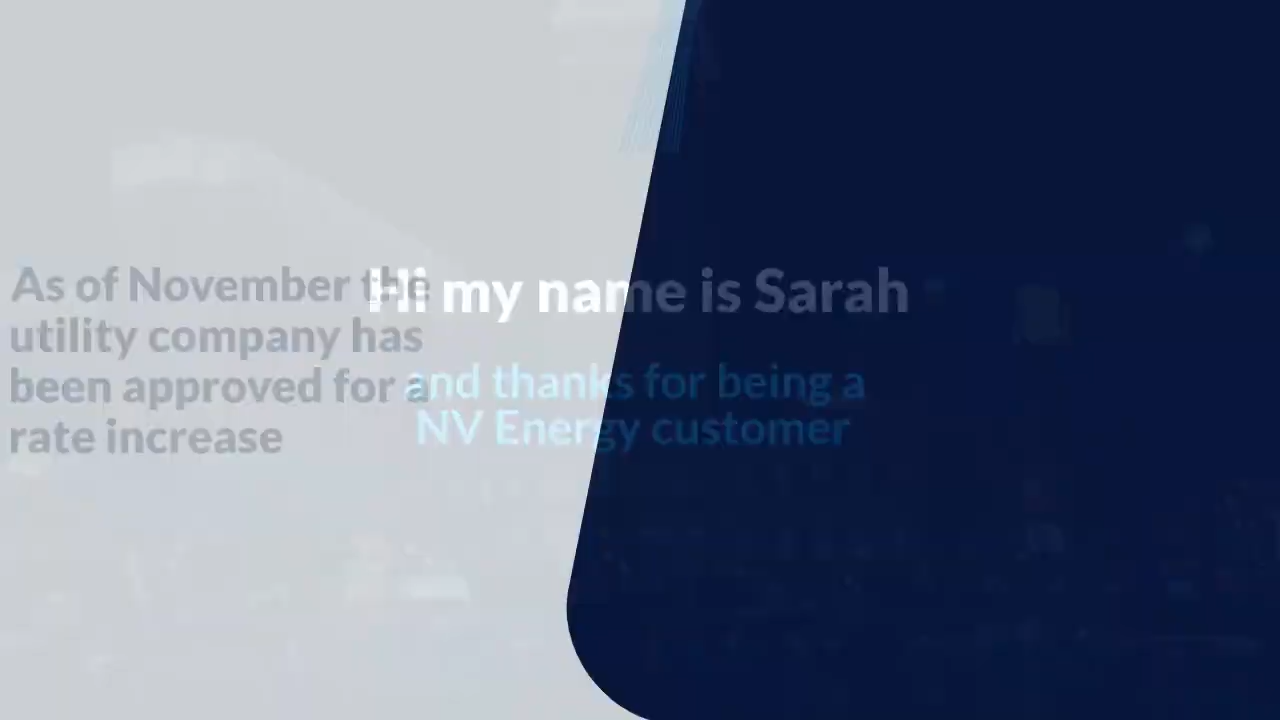 As of November the
utility company has
been approved for a
rate increase
Hi my name is Sarah
and thanks for being a
NV Energy customer